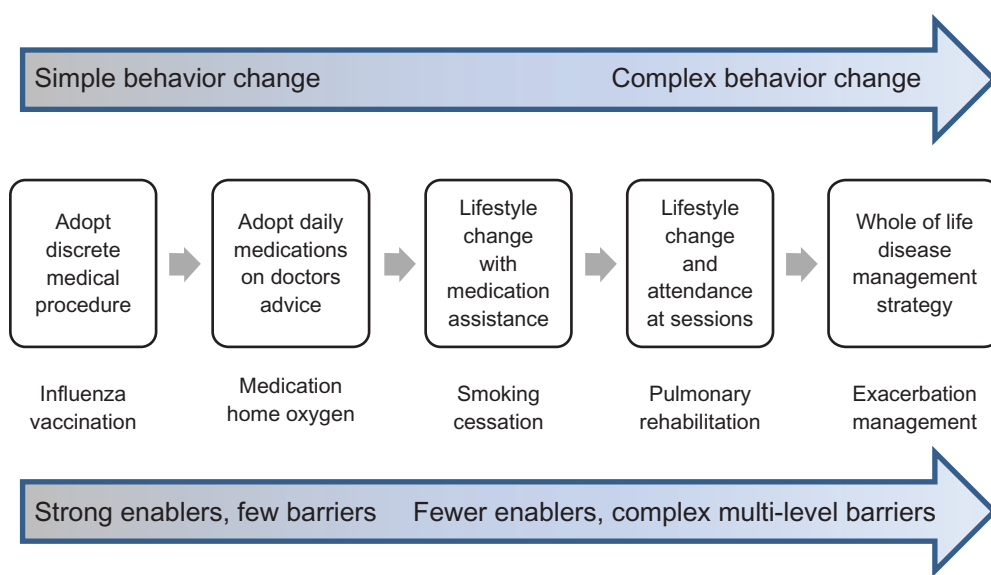 Simple behavior change
Complex behavior change
Adopt
discrete
medical
procedure
Adopt daily
medications
on doctors
advice
Lifestyle
change
with
medication
assistance
Lifestyle
change
and
attendance
at sessions
Whole of life
disease
management
strategy
Influenza
vaccination
Medication
home oxygen
Smoking
cessation
Pulmonary
rehabilitation
Exacerbation
management
Strong enablers, few barriers
Fewer enablers, complex multi-level barriers